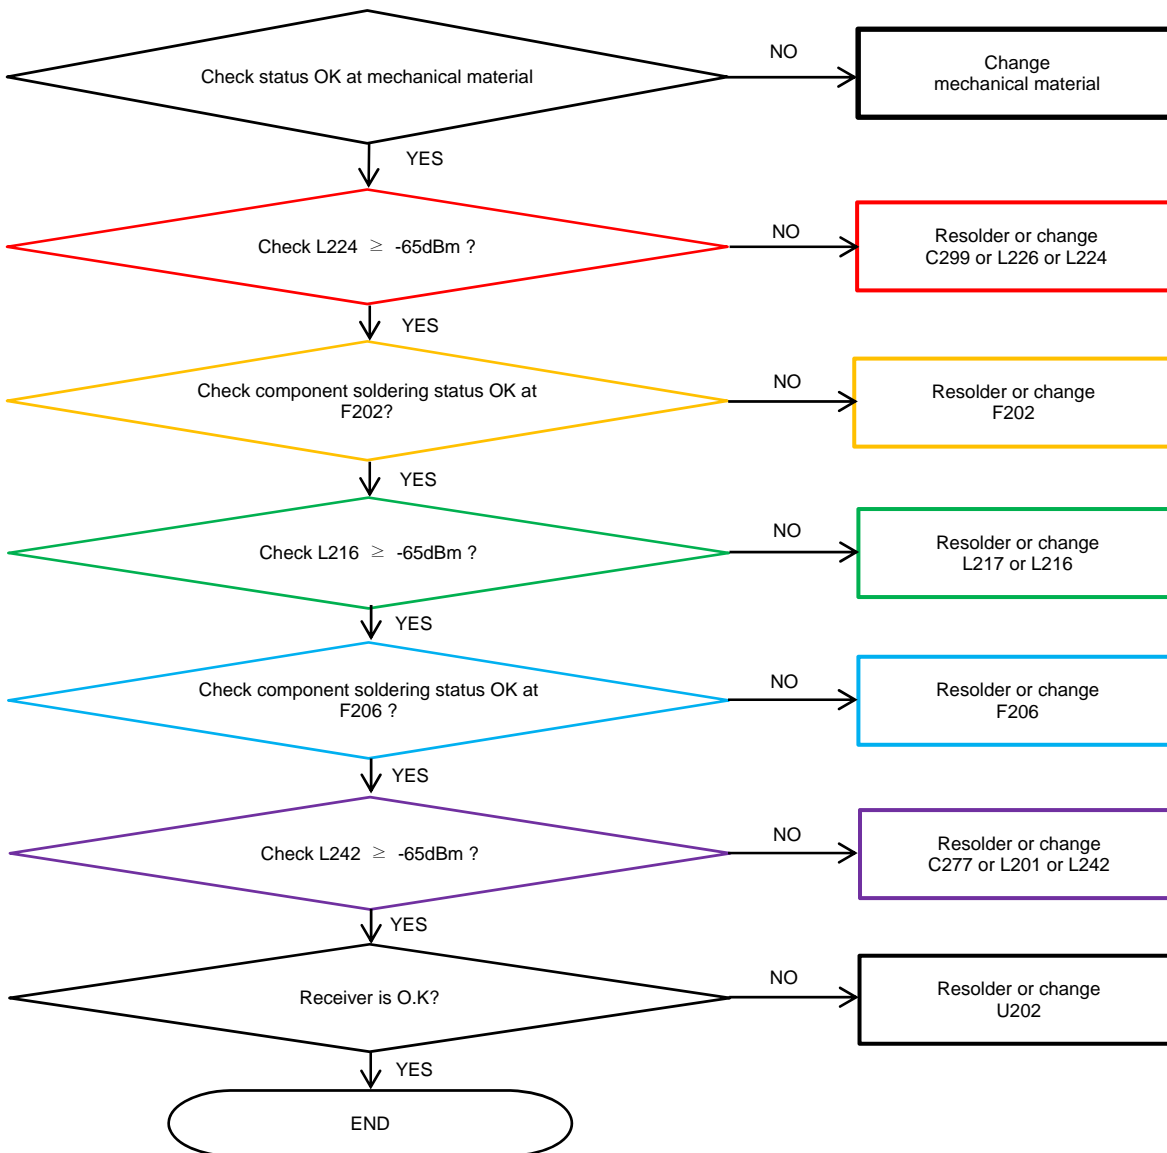 Check status OK at mechanical material
NO
Change
mechanical material
YES
Check L224 ≥ -65dBm ?
NO
Resolder or change
C299 or L226 or L224
YES
Check component soldering status OK at
F202?
NO
Resolder or change
F202
YES
Check L216 ≥ -65dBm ?
NO
Resolder or change
L217 or L216
YES
Check component soldering status OK at
F206 ?
NO
Resolder or change
F206
YES
Check L242 ≥ -65dBm ?
NO
Resolder or change
C277 or L201 or L242
YES
Receiver is O.K?
NO
Resolder or change
U202
YES
END